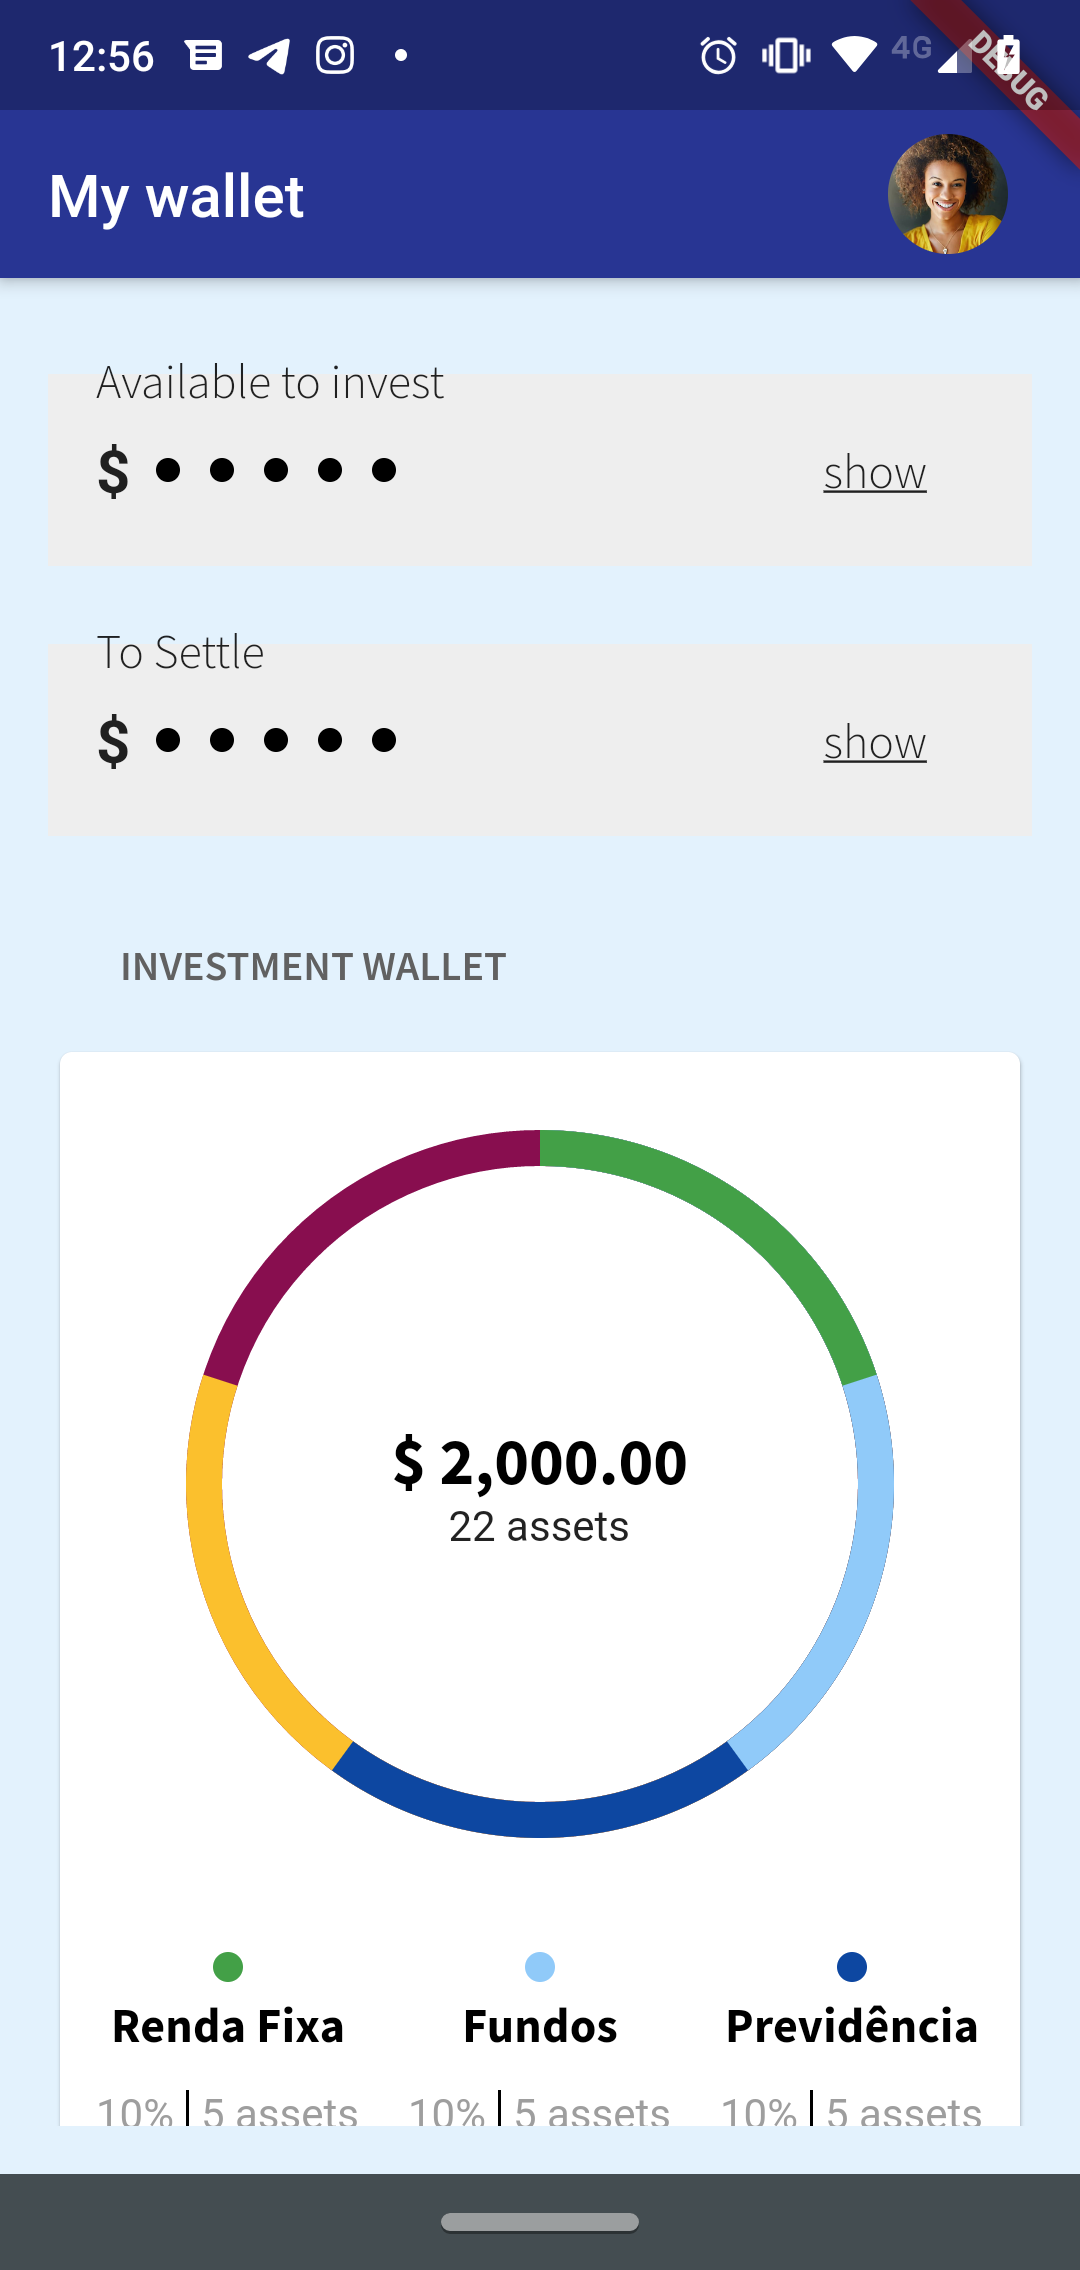 12:56
4G
DEBUG
My wallet
Available to invest
$ • • • • •
show
To Settle
$ • • • • •
show
INVESTMENT WALLET
$ 2,000.00
22 assets
Renda Fixa
Fundos
Previdência
10% | 5 assets
10% | 5 assets
10% | 5 assets